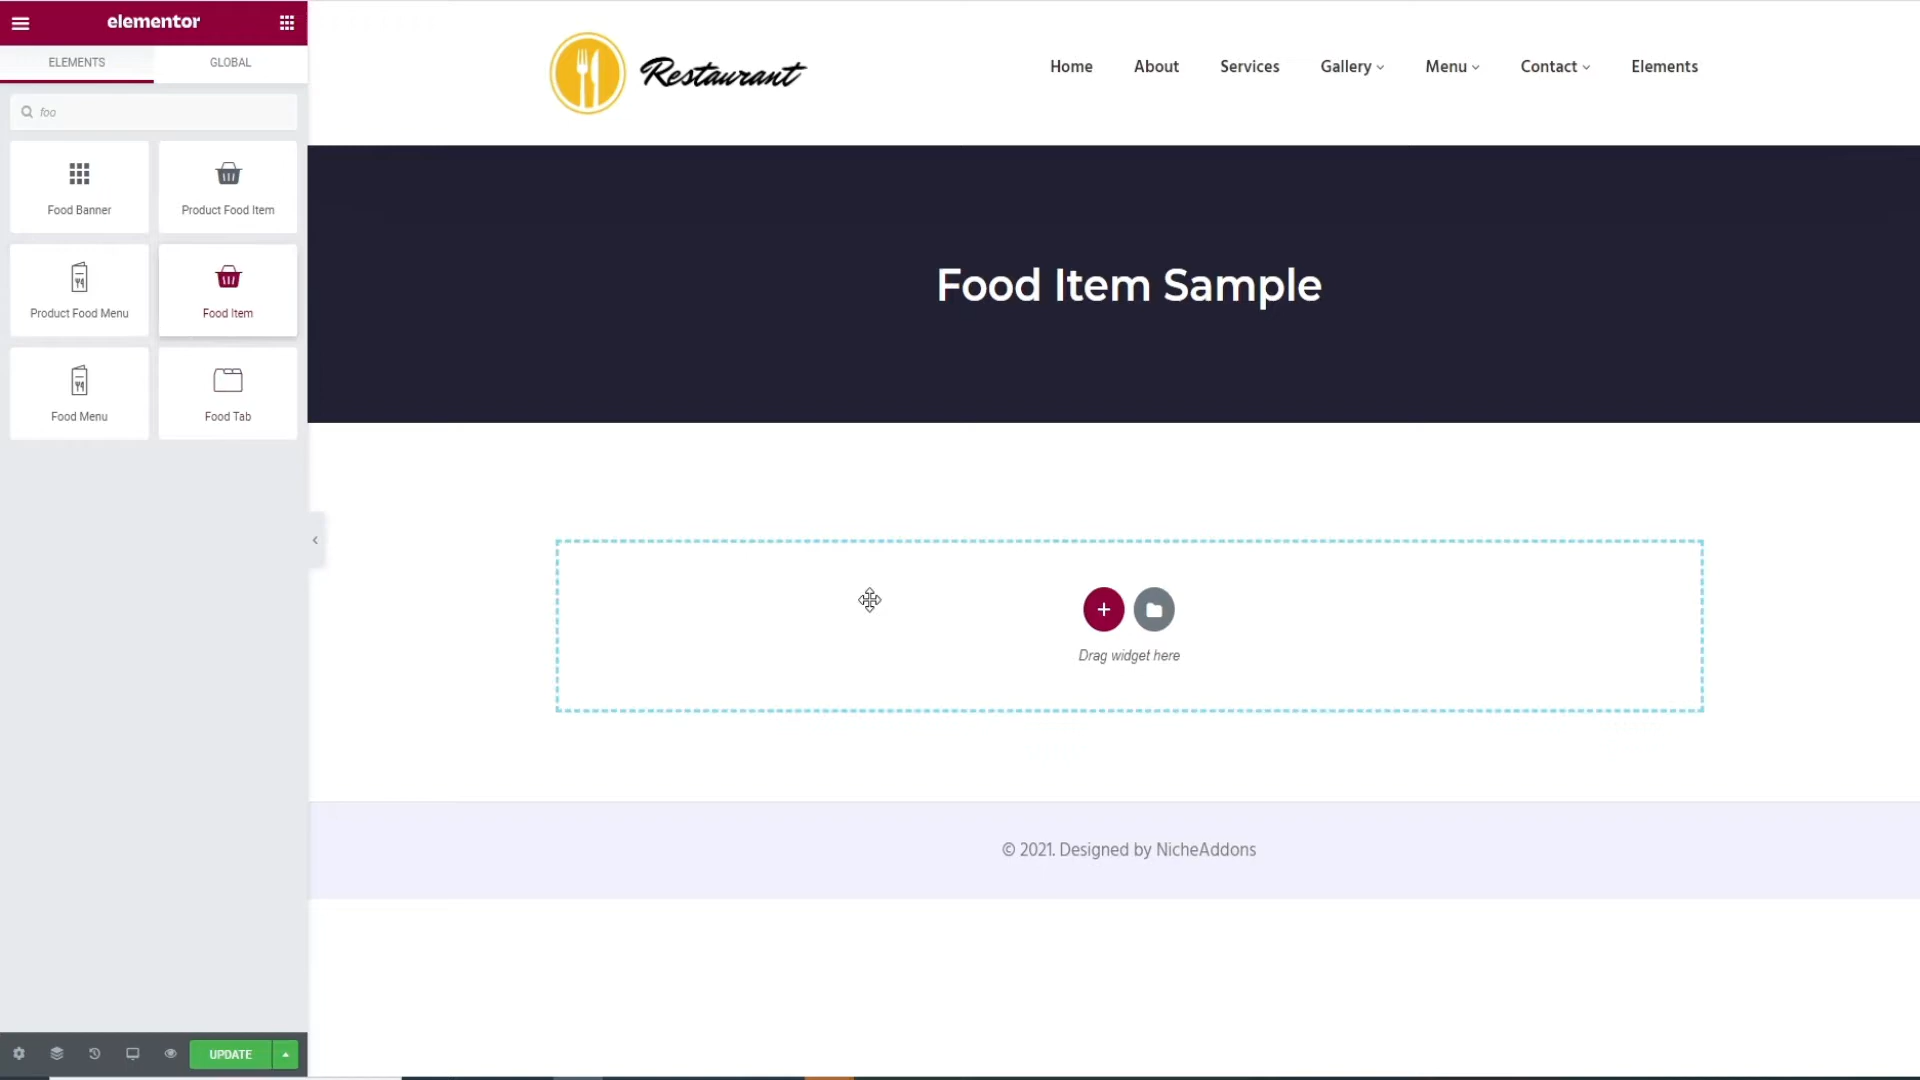 elementor
ELEMENTS GLOBAL
foo
Food Banner Product Food Item
Product Food Menu Food Item
Food Menu Food Tab
UPDATE
Restaurant
Home About Services Gallery Menu Contact Elements
Food Item Sample
Drag widget here
© 2021. Designed by NicheAddons